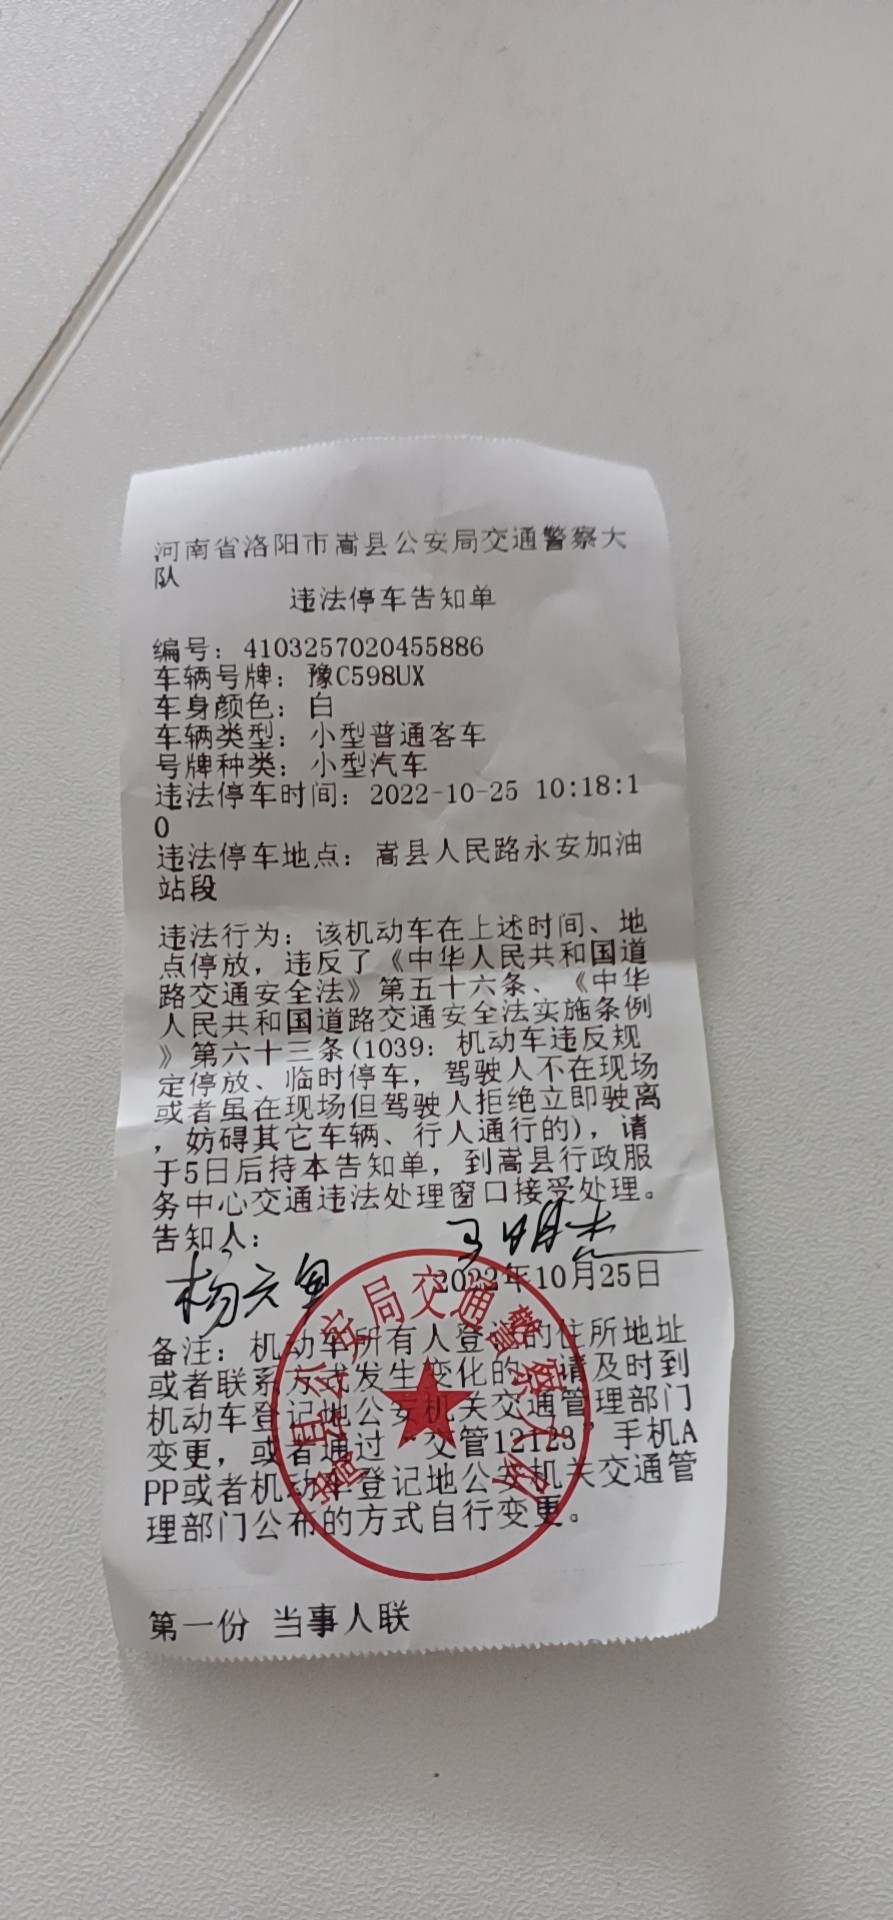 河南省洛阳市嵩县公安局交通警察大
队
违法停车告知单
编号：4103257020455886
车辆号牌：豫C598UX
车身颜色：白
车辆类型：小型普通客车
号牌种类：小型汽车
违法停车时间：2022-10-25 10:18:1
0
违法停车地点：嵩县人民路永安加油
站段
违法行为：该机动车在上述时间、地
点停放，违反了《中华人民共和国道
路交通安全法》第五十六条、《中华
人民共和国道路交通安全法实施条例
》第六十三条(1039：机动车违反规
定停放、临时停车，驾驶人不在现场
或者虽在现场但驾驶人拒绝立即驶离
，妨碍其它车辆、行人通行的)，请
于5日后持本告知单，到嵩县行政服
务中心交通违法处理窗口接受处理。
告知人：
2022年10月25日
嵩县公安局交通警察大队
备注：机动车所有人登记的住所地址
或者联系方式发生变化的，请及时到
机动车登记地公安机关交通管理部门
变更，或者通过“交管12123”手机A
PP或者机动车登记地公安机关交通管
理部门公布的方式自行变更。
第一份 当事人联